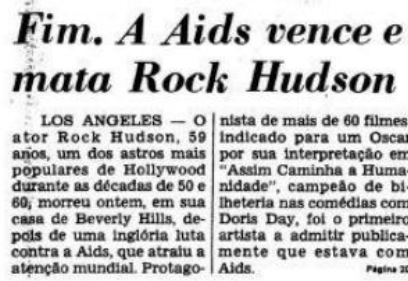 Fim. A Aids vence e
mata Rock Hudson
LOS ANGELES — O
ator Rock Hudson, 59
anos, um dos astros mais
populares de Hollywood
durante as décadas de 50 e
60, morreu ontem, em sua
casa de Beverly Hills, de-
pois de uma inglória luta
contra a Aids, que atraiu a
atenção mundial. Protago-
nista de mais de 60 filmes,
indicado para um Oscar
por sua interpretação em
"Assim Caminha a Huma-
nidade", campeão de bi-
lheteria nas comédias com
Doris Day, foi o primeiro
artista a admitir publica-
mente que estava com
Aids.
Página